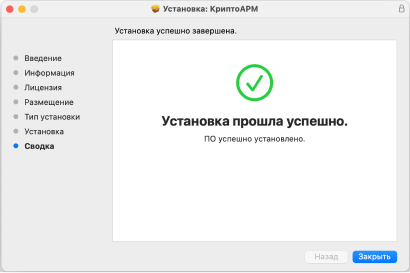 Установка: КриптоАРМ
Установка успешно завершена.
Введение
Информация
Лицензия
Размещение
Тип установки
Установка
Сводка
Установка прошла успешно.
ПО успешно установлено.
Назад
Закрыть